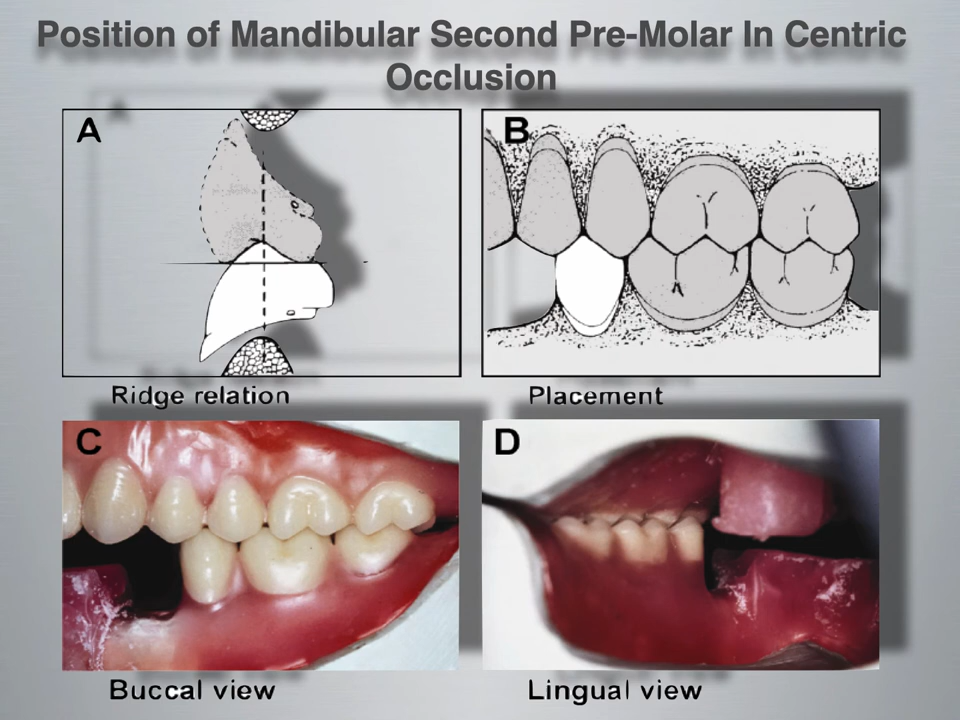 Position of Mandibular Second Pre-Molar In Centric
Occlusion
A
B
Ridge relation
Placement
C
D
Buccal view
Lingual view